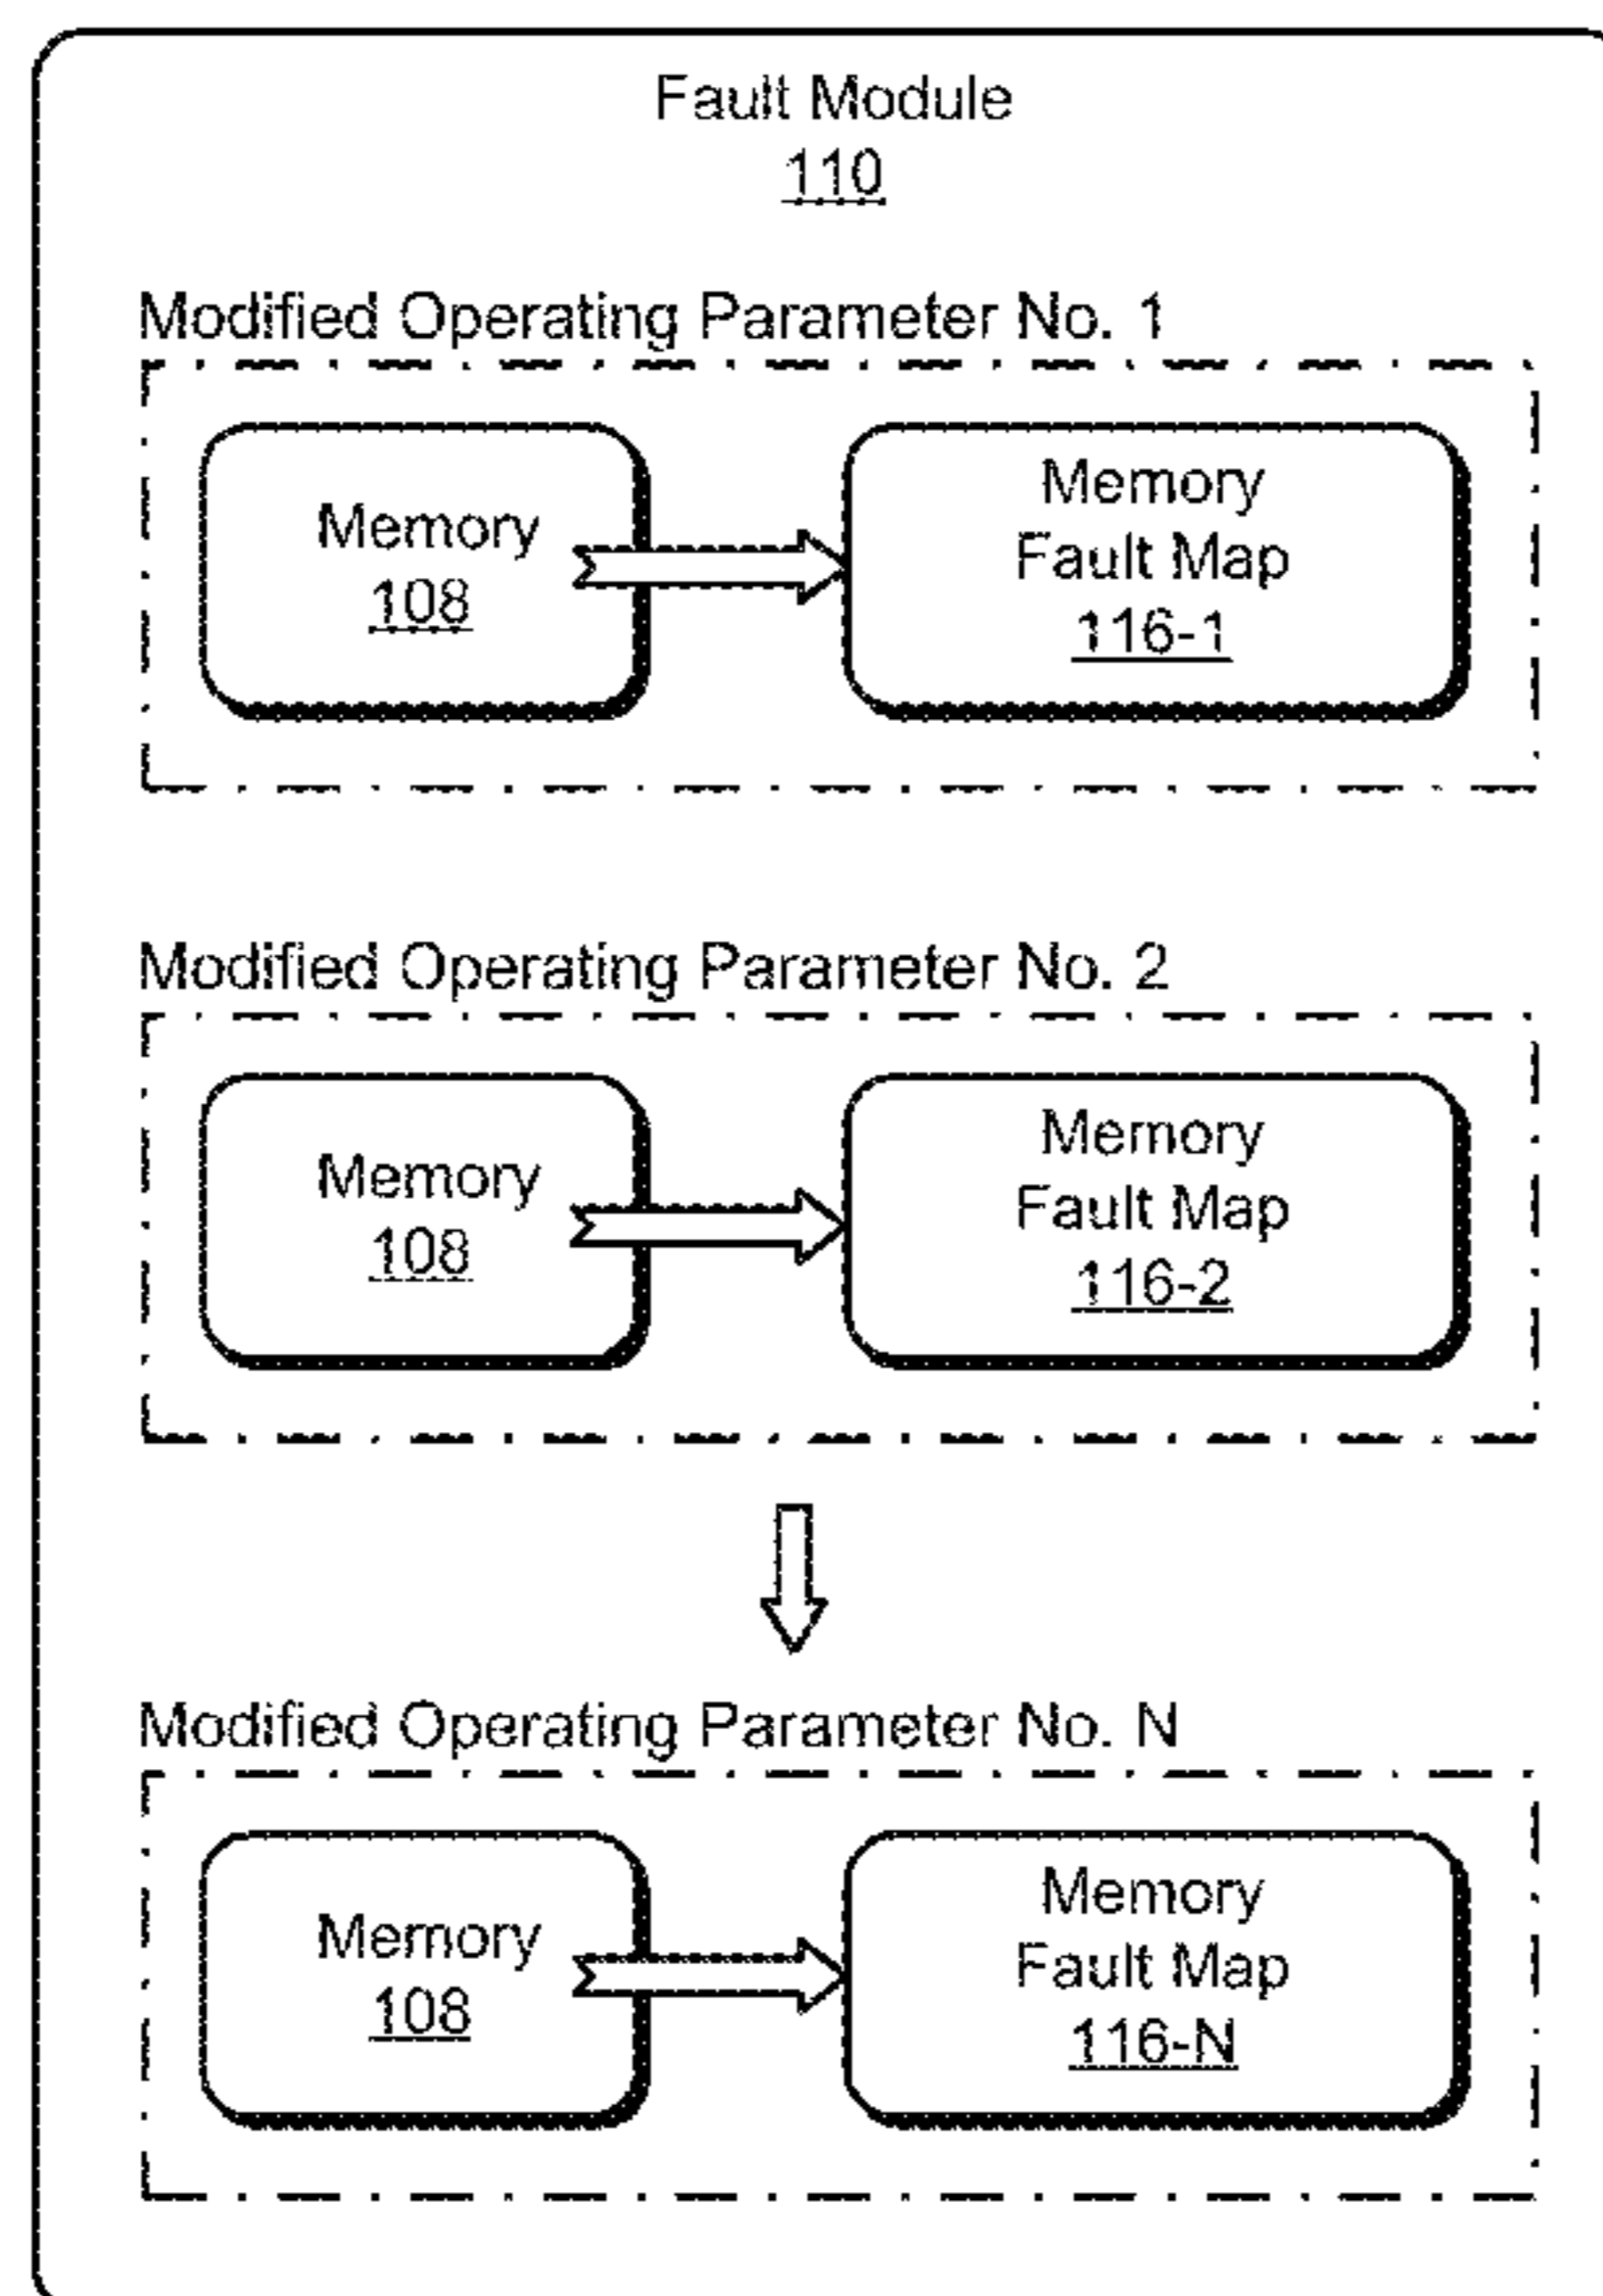 Fault Module
110
Modified Operating Parameter No. 1
Memory
108
Memory
Fault Map
116-1
Modified Operating Parameter No. 2
Memory
108
Memory
Fault Map
116-2
Modified Operating Parameter No. N
Memory
108
Memory
Fault Map
116-N